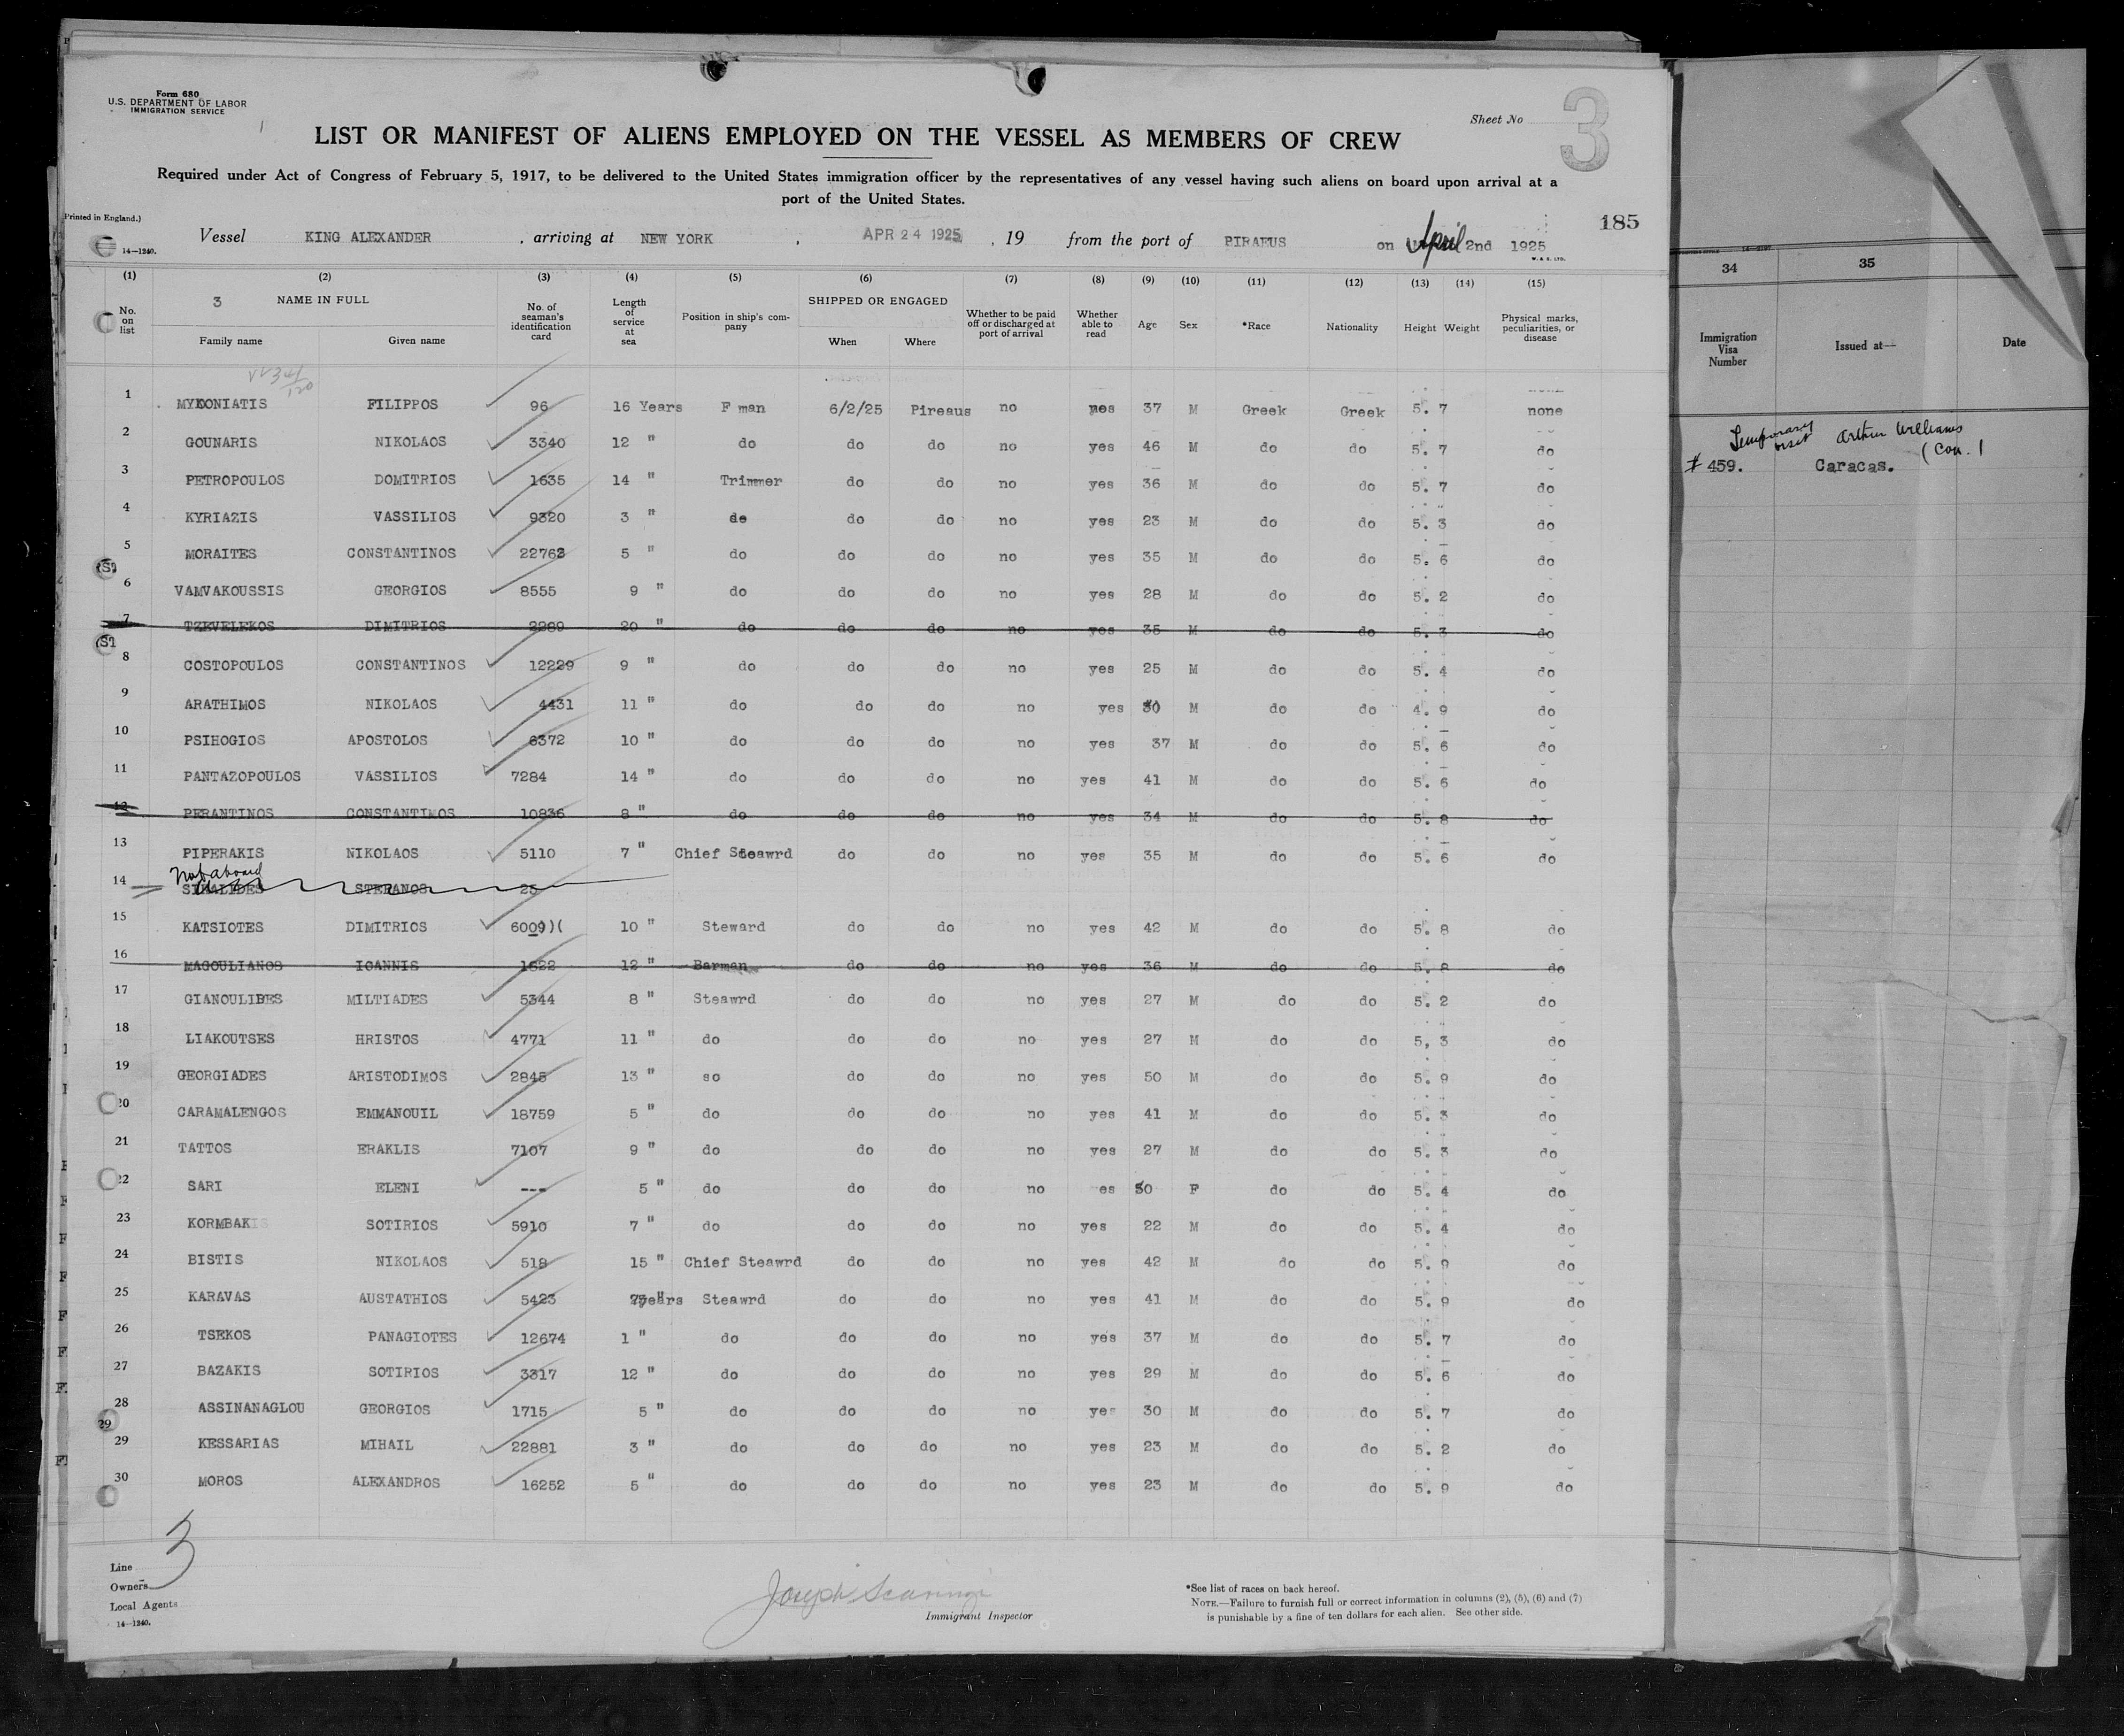 Form 680
U.S. DEPARTMENT OF LABOR
IMMIGRATION SERVICE
Sheet No 3
LIST OR MANIFEST OF ALIENS EMPLOYED ON THE VESSEL AS MEMBERS OF CREW
Required under Act of Congress of February 5, 1917, to be delivered to the United States immigration officer by the representatives of any vessel having such aliens on board upon arrival at a
port of the United States.
Printed in England.)
185
Vessel KING ALEXANDER , arriving at NEW YORK , APR 24 1925 , 19 from the port of PIRAEUS on April 2nd 1925
14—1240.
W. & S. LTD.
(1) (2) (3) (4) (5) (6) (7) (8) (9) (10) (11) (12) (13) (14) (15)
No. on list
3 NAME IN FULL
Family name Given name
No. of seaman's identification card
Length of service at sea
Position in ship's company
SHIPPED OR ENGAGED
When Where
Whether to be paid off or discharged at port of arrival
Whether able to read
Age Sex *Race Nationality Height Weight
Physical marks, peculiarities, or disease
1 MYKONIATIS FILIPPOS 96 16 Years F man 6/2/25 Pireaus no yes 37 M Greek Greek 5. 7 none
2 GOUNARIS NIKOLAOS 3340 12 " do do do no yes 46 M do do 5. 7 do
3 PETROPOULOS DOMITRIOS 1635 14 " Trimmer do do no yes 36 M do do 5. 7 do
4 KYRIAZIS VASSILIOS 9320 3 " do do do no yes 23 M do do 5. 3 do
5 MORAITES CONSTANTINOS 22763 5 " do do do no yes 35 M do do 5. 6 do
6 VAMVAKOUSSIS GEORGIOS 8555 9 " do do do no yes 28 M do do 5. 2 do
7 TZEVELEKOS DIMITRIOS 2289 20 " do do do no yes 35 M do do 5. 3 do
8 COSTOPOULOS CONSTANTINOS 12229 9 " do do do no yes 25 M do do 5. 4 do
9 ARATHIMOS NIKOLAOS 4431 11 " do do do no yes 30 M do do 4. 9 do
10 PSIHOGIOS APOSTOLOS 6372 10 " do do do no yes 37 M do do 5. 6 do
11 PANTAZOPOULOS VASSILIOS 7284 14 " do do do no yes 41 M do do 5. 6 do
12 PERANTINOS CONSTANTIMOS 10836 8 " do do do no yes 34 M do do 5. 8 do
13 PIPERAKIS NIKOLAOS 5110 7 " Chief Steawrd do do no yes 35 M do do 5. 6 do
Not aboard
14 STEFANOS 25
15 KATSIOTES DIMITRIOS 6009)( 10 " Steward do do no yes 42 M do do 5. 8 do
16 MAGOULIANOS IOANNIS 1622 12 " Barman do do no yes 36 M do do 5. 8 do
17 GIANOULIDES MILTIADES 5344 8 " Steawrd do do no yes 27 M do do 5. 2 do
18 LIAKOUTSES HRISTOS 4771 11 " do do do no yes 27 M do do 5, 3 do
19 GEORGIADES ARISTODIMOS 2845 13 " so do do no yes 50 M do do 5. 9 do
20 CARAMALENGOS EMMANOUIL 18759 5 " do do do no yes 41 M do do 5. 3 do
21 TATTOS ERAKLIS 7107 9 " do do do no yes 27 M do do 5. 3 do
22 SARI ELENI --- 5 " do do do no es 30 F do do 5. 4 do
23 KORMBAKIS SOTIRIOS 5910 7 " do do do no yes 22 M do do 5. 4 do
24 BISTIS NIKOLAOS 518 15 " Chief Steawrd do do no yes 42 M do do 5. 9 do
25 KARAVAS AUSTATHIOS 5423 years Steawrd do do no yes 41 M do do 5. 9 do
26 TSEKOS PANAGIOTES 12674 1 " do do do no yes 37 M do do 5. 7 do
27 BAZAKIS SOTIRIOS 3317 12 " do do do no yes 29 M do do 5. 6 do
28 ASSINANAGLOU GEORGIOS 1715 5 " do do do no yes 30 M do do 5. 7 do
29 KESSARIAS MIHAIL 22881 3 " do do do no yes 23 M do do 5. 2 do
30 MOROS ALEXANDROS 16252 5 " do do do no yes 23 M do do 5. 9 do
3
Line
Owners
Local Agents
14—1240.
Joseph
Immigrant Inspector
*See list of races on back hereof.
NOTE.—Failure to furnish full or correct information in columns (2), (5), (6) and (7)
is punishable by a fine of ten dollars for each alien. See other side.
34 35
Immigration Visa Number
Issued at—
Date
Temporary visit Arthur Williams
(Con.
# 459. Caracas.